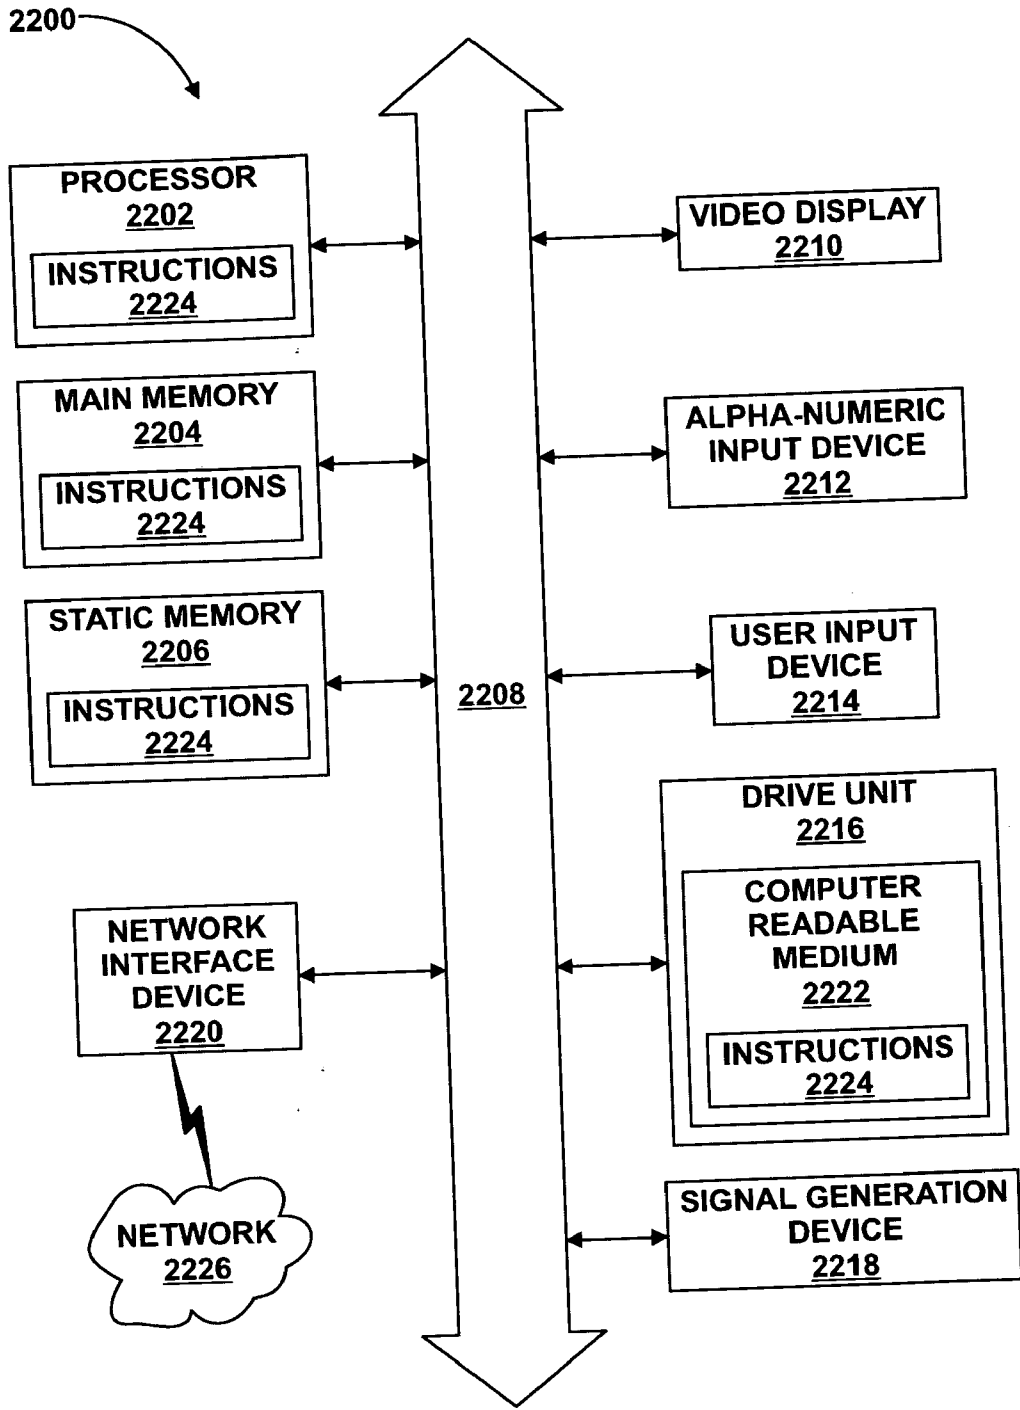 2200
PROCESSOR
2202
INSTRUCTIONS
2224
MAIN MEMORY
2204
INSTRUCTIONS
2224
STATIC MEMORY
2206
INSTRUCTIONS
2224
NETWORK
INTERFACE
DEVICE
2220
NETWORK
2226
2208
VIDEO DISPLAY
2210
ALPHA-NUMERIC
INPUT DEVICE
2212
USER INPUT
DEVICE
2214
DRIVE UNIT
2216
COMPUTER
READABLE
MEDIUM
2222
INSTRUCTIONS
2224
SIGNAL GENERATION
DEVICE
2218